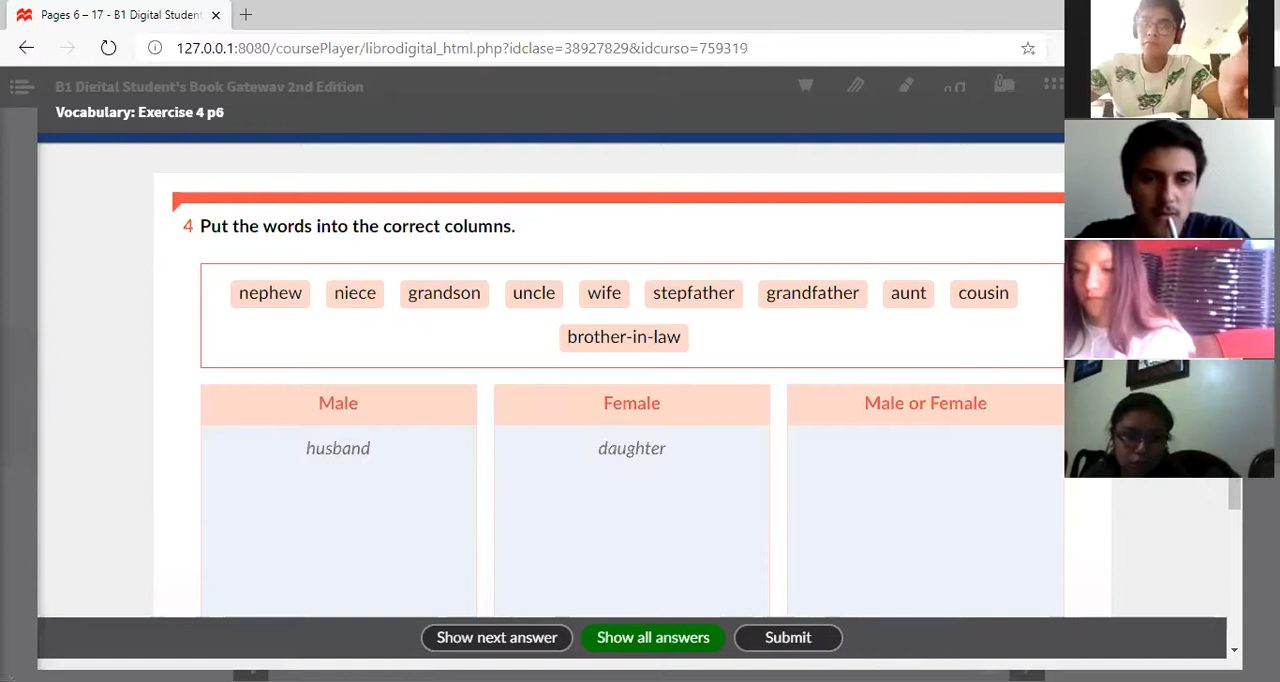 Pages 6 – 17 - B1 Digital Student
127.0.0.1:8080/coursePlayer/librodigital_html.php?idclase=38927829&idcurso=759319
B1 Digital Student's Book Gateway 2nd Edition
Vocabulary: Exercise 4 p6
4 Put the words into the correct columns.
nephew niece grandson uncle wife stepfather grandfather aunt cousin
brother-in-law
Male Female Male or Female
husband daughter
Show next answer Show all answers Submit